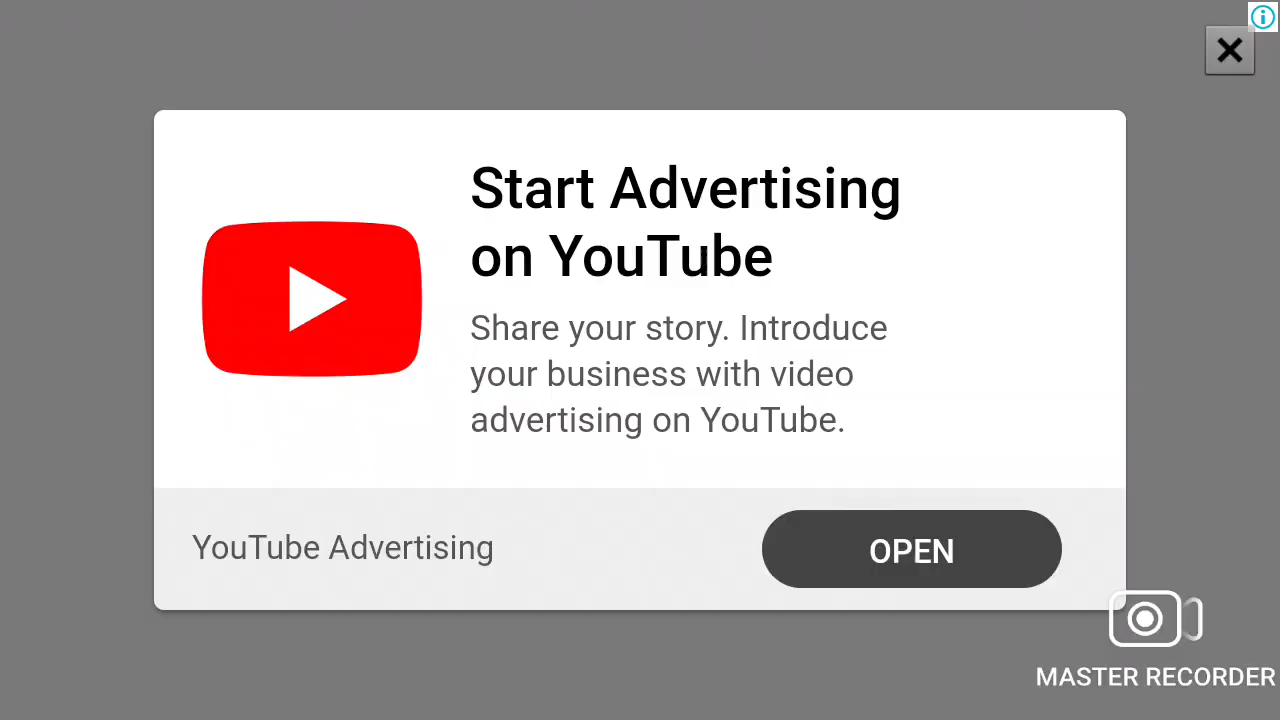 Start Advertising
on YouTube
Share your story. Introduce
your business with video
advertising on YouTube.
YouTube Advertising
OPEN
MASTER RECORDER